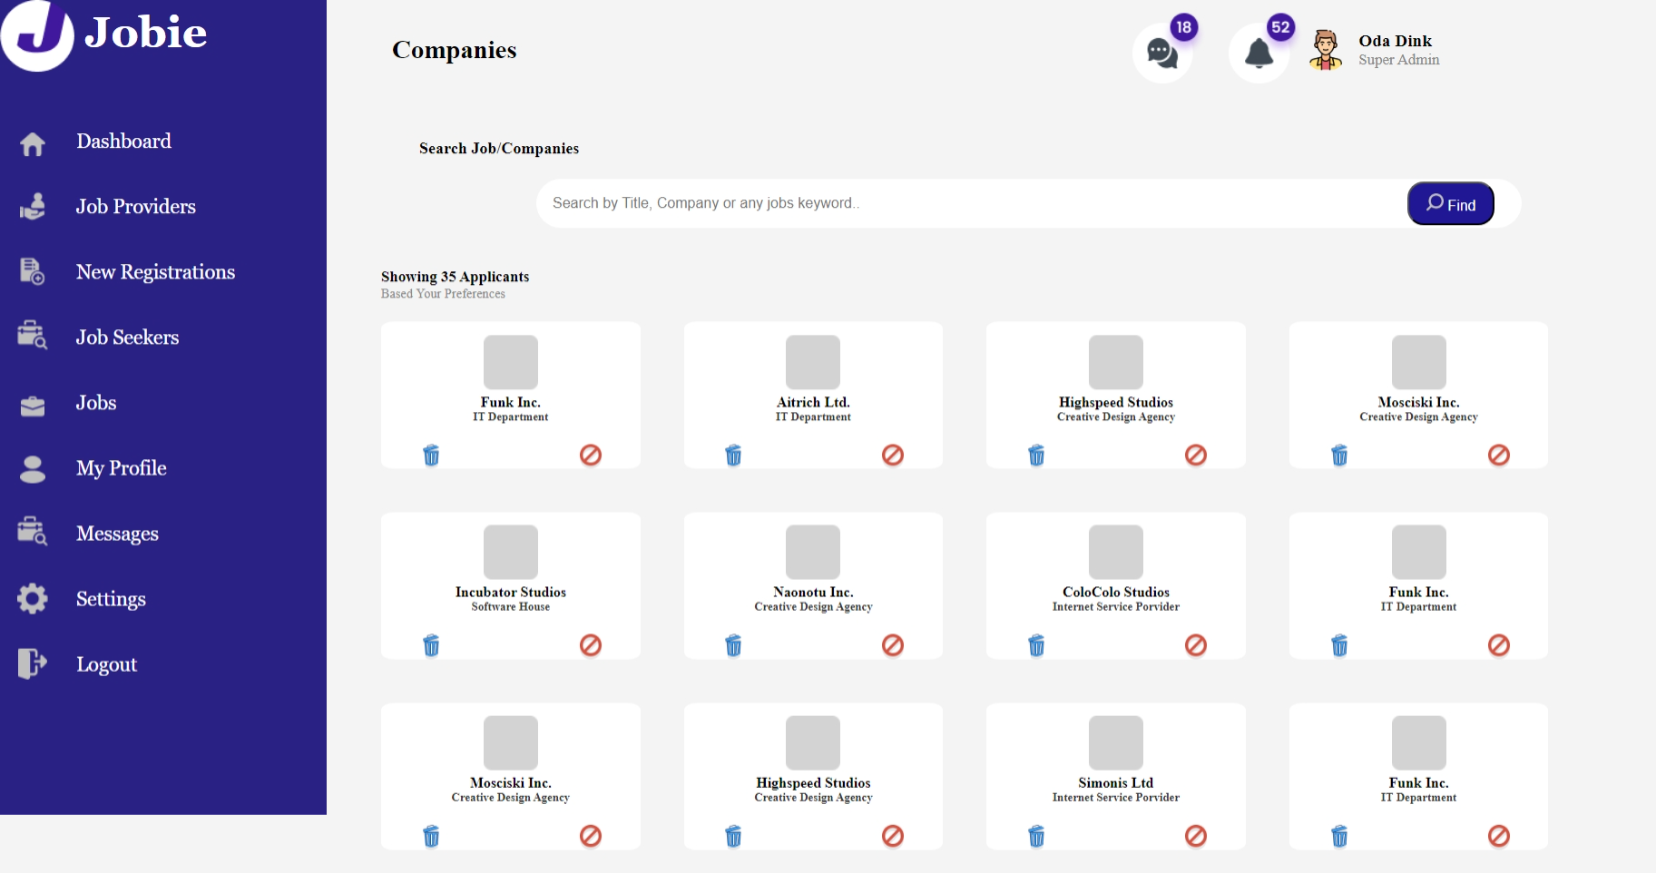 Jobie
Dashboard
Job Providers
New Registrations
Job Seekers
Jobs
My Profile
Messages
Settings
Logout
Companies
18
52
Oda Dink
Super Admin
Search Job/Companies
Search by Title, Company or any jobs keyword..
Find
Showing 35 Applicants
Based Your Preferences
Funk Inc.
IT Department
Aitrich Ltd.
IT Department
Highspeed Studios
Creative Design Agency
Mosciski Inc.
Creative Design Agency
Incubator Studios
Software House
Naonotu Inc.
Creative Design Agency
ColoColo Studios
Internet Service Porvider
Funk Inc.
IT Department
Mosciski Inc.
Creative Design Agency
Highspeed Studios
Creative Design Agency
Simonis Ltd
Internet Service Porvider
Funk Inc.
IT Department